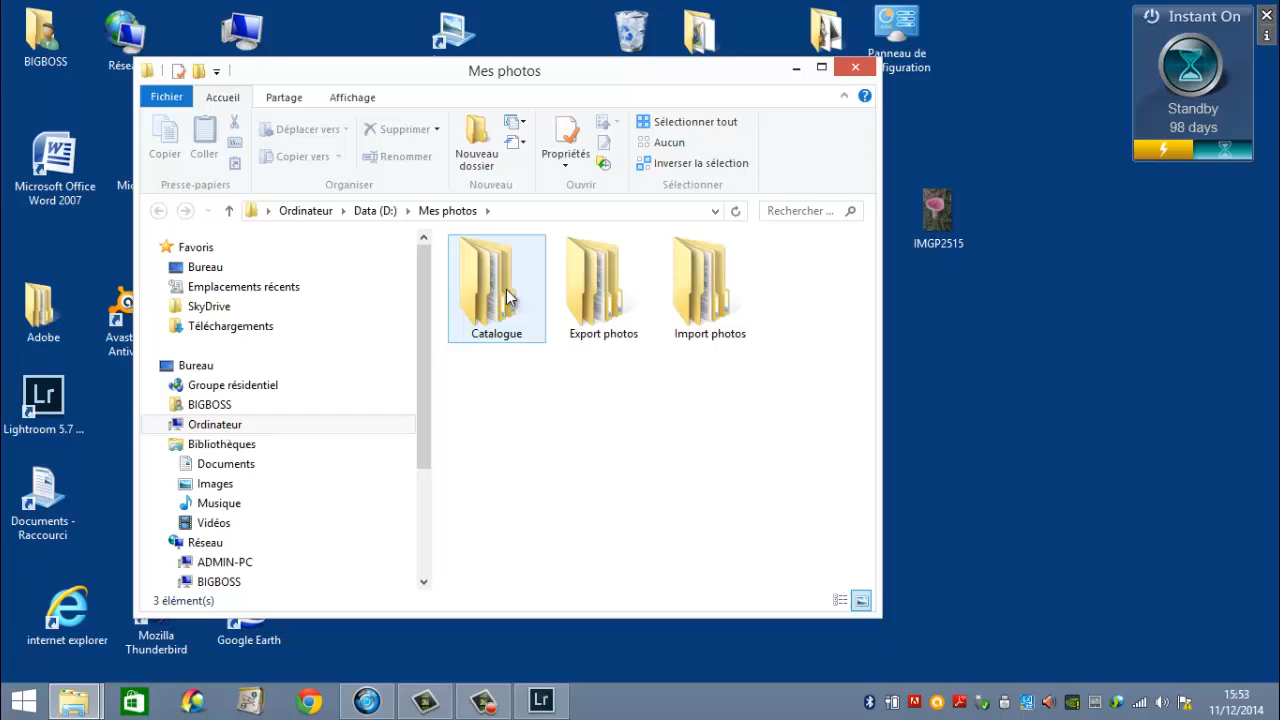 BIGBOSS
Panneau de
Instant On
Standby
98 days
Microsoft Office
Word 2007
Adobe
Lightroom 5.7 ...
Documents -
Raccourci
internet explorer
Mozilla
Thunderbird
Google Earth
IMGP2515
Mes photos
Fichier
Accueil
Partage
Affichage
Copier
Coller
Déplacer vers
Copier vers
Supprimer
Renommer
Nouveau
dossier
Propriétés
Sélectionner tout
Aucun
Inverser la sélection
Presse-papiers
Organiser
Nouveau
Ouvrir
Sélectionner
Ordinateur
Data (D:)
Mes photos
Rechercher ...
Favoris
Bureau
Emplacements récents
SkyDrive
Téléchargements
Bureau
Groupe résidentiel
BIGBOSS
Ordinateur
Bibliothèques
Documents
Images
Musique
Vidéos
Réseau
ADMIN-PC
BIGBOSS
Catalogue
Export photos
Import photos
3 élément(s)
Lr
15:53
11/12/2014